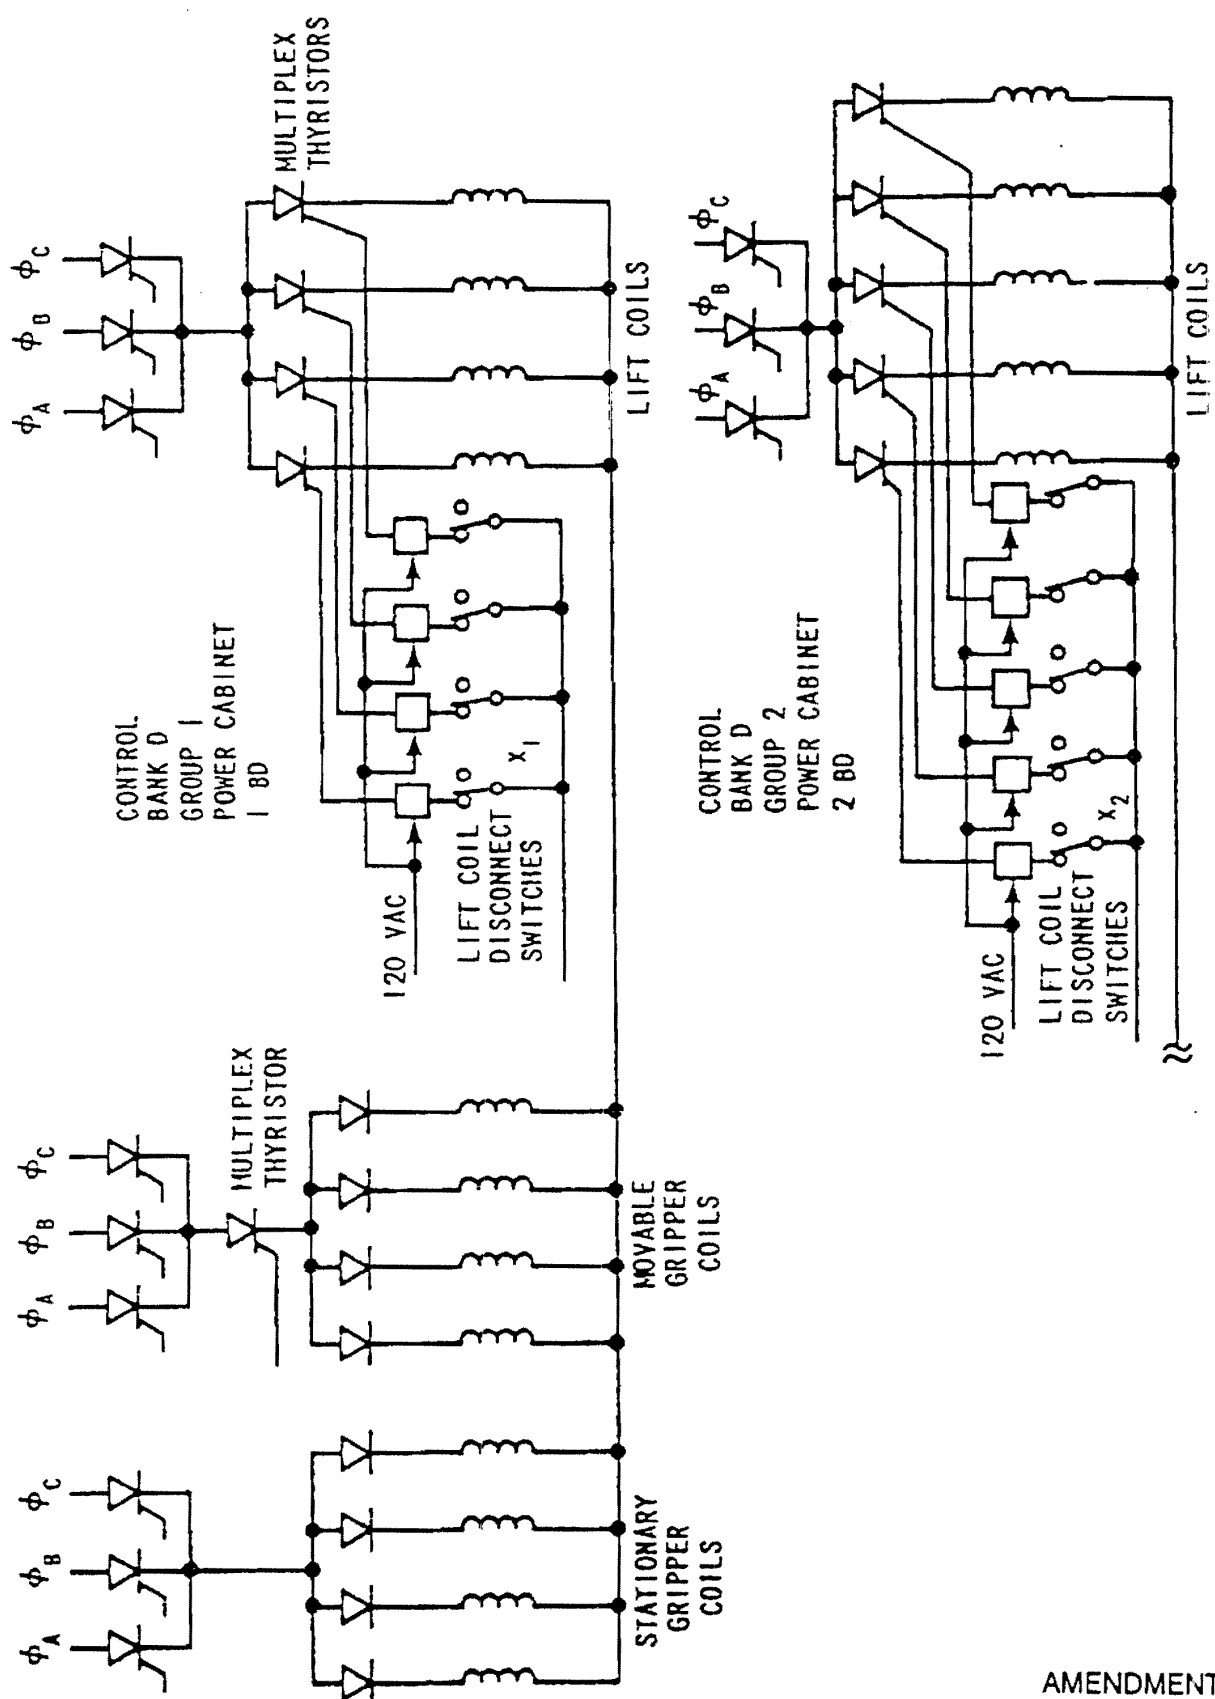 ϕA
ϕB
ϕC
STATIONARY
GRIPPER
COILS
ϕA
ϕB
ϕC
MULTIPLEX
THYRISTOR
MOVABLE
GRIPPER
COILS
ϕA
ϕB
ϕC
MULTIPLEX
THYRISTORS
CONTROL
BANK D
GROUP 1
POWER CABINET
1 BD
120 VAC
LIFT COIL
DISCONNECT
SWITCHES
X1
LIFT COILS
ϕA
ϕB
ϕC
CONTROL
BANK D
GROUP 2
POWER CABINET
2 BD
120 VAC
LIFT COIL
DISCONNECT
SWITCHES
X2
LIFT COILS
AMENDMENT